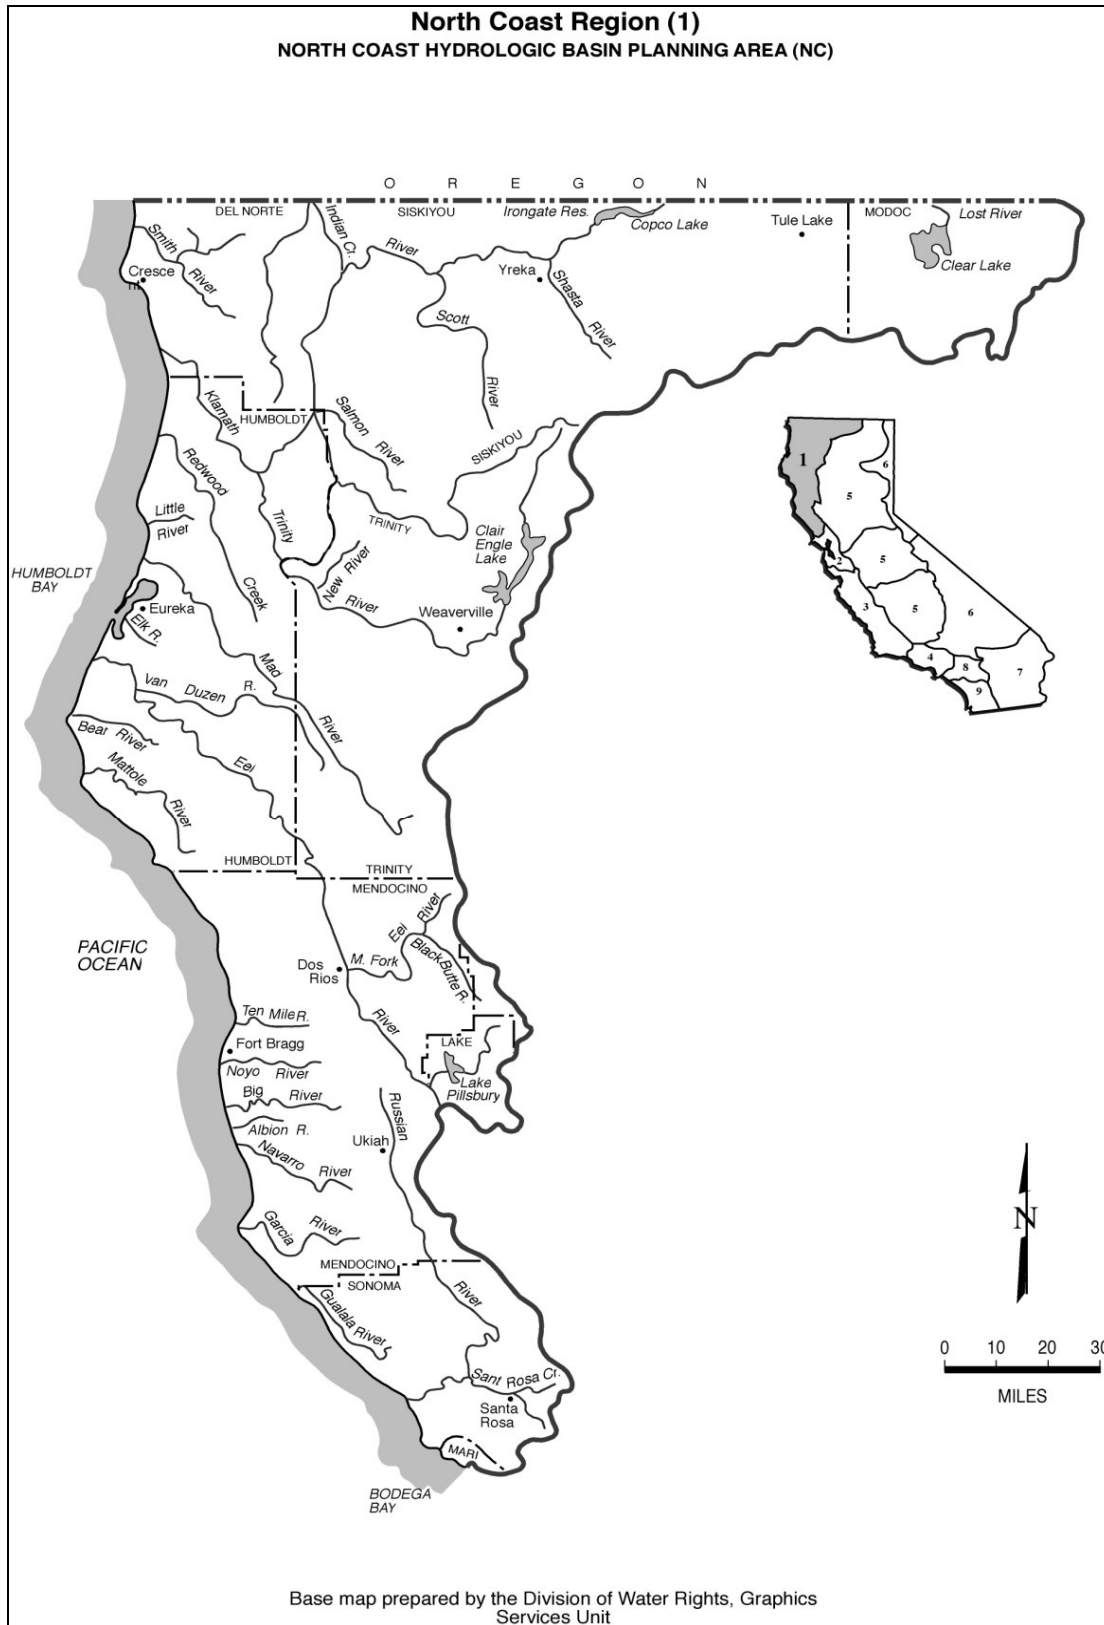 North Coast Region (1)
NORTH COAST HYDROLOGIC BASIN PLANNING AREA (NC)
O R E G O N
DEL NORTE
SISKIYOU
Irongate Res.
Copco Lake
Tule Lake
MODOC
Lost River
Clear Lake
Smith
River
Cresce
Indian Cr.
River
Yreka
Shasta
River
Scott
River
Klamath
HUMBOLDT
Salmon
River
SISKIYOU
Redwood
Creek
Little
River
Trinity
TRINITY
New River
River
Clair
Engle
Lake
Weaverville
HUMBOLDT
BAY
Eureka
Elk R.
Mad
River
Van Duzen R.
Bear River
Eel
Mattole
River
HUMBOLDT
TRINITY
MENDOCINO
PACIFIC
OCEAN
Dos
Rios
M. Fork
Eel River
Black Butte R.
River
LAKE
Lake
Pillsbury
Ten Mile R.
Fort Bragg
Noyo River
Big River
Albion R.
Navarro River
Ukiah
Russian
Garcia River
MENDOCINO
SONOMA
River
Gualala River
Sant Rosa Cr.
Santa
Rosa
MARI
BODEGA
BAY
1
6
5
5
2
3
5
6
4
8
7
9
N
0 10 20 30
MILES
Base map prepared by the Division of Water Rights, Graphics
Services Unit